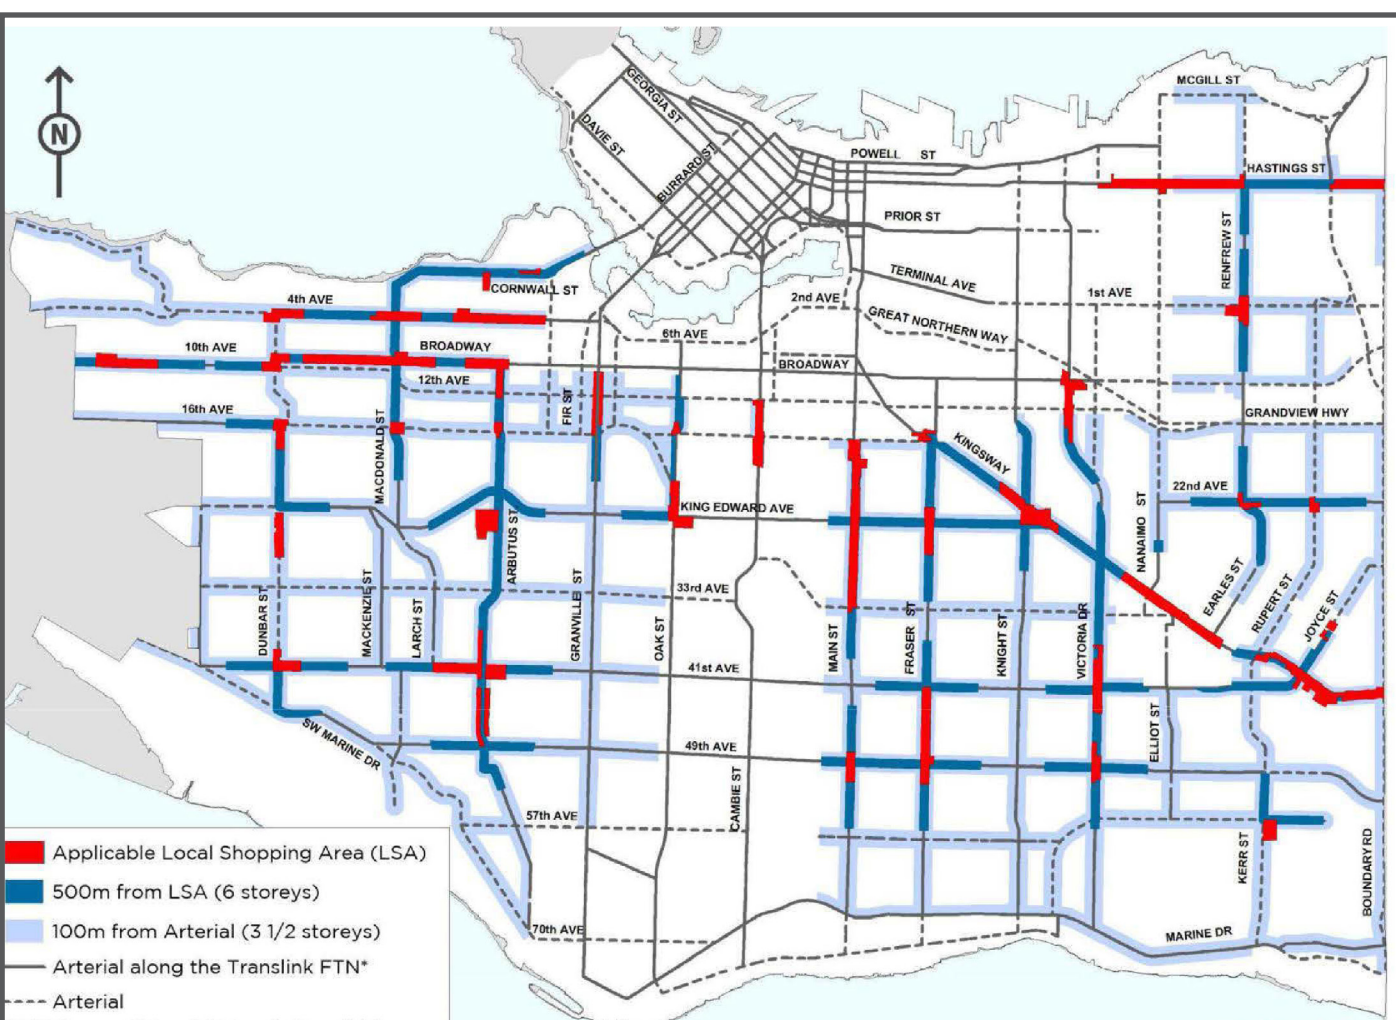 N
GEORGIA ST
DAVIE ST
BURRARD ST
MCGILL ST
POWELL ST
HASTINGS ST
PRIOR ST
RENFREW ST
CORNWALL ST
TERMINAL AVE
4th AVE
2nd AVE
1st AVE
GREAT NORTHERN WAY
6th AVE
10th AVE
BROADWAY
BROADWAY
12th AVE
FIR ST
16th AVE
MACDONALD ST
GRANDVIEW HWY
KINGSWAY
22nd AVE
NANAIMO ST
KING EDWARD AVE
ARBUTUS ST
33rd AVE
EARLES ST
RUPERT ST
JOYCE ST
DUNBAR ST
MACKENZIE ST
LARCH ST
GRANVILLE ST
OAK ST
MAIN ST
FRASER ST
KNIGHT ST
VICTORIA DR
41st AVE
SW MARINE DR
49th AVE
ELLIOT ST
CAMBIE ST
57th AVE
KERR ST
BOUNDARY RD
70th AVE
MARINE DR
Applicable Local Shopping Area (LSA)
500m from LSA (6 storeys)
100m from Arterial (3 1/2 storeys)
Arterial along the Translink FTN*
Arterial